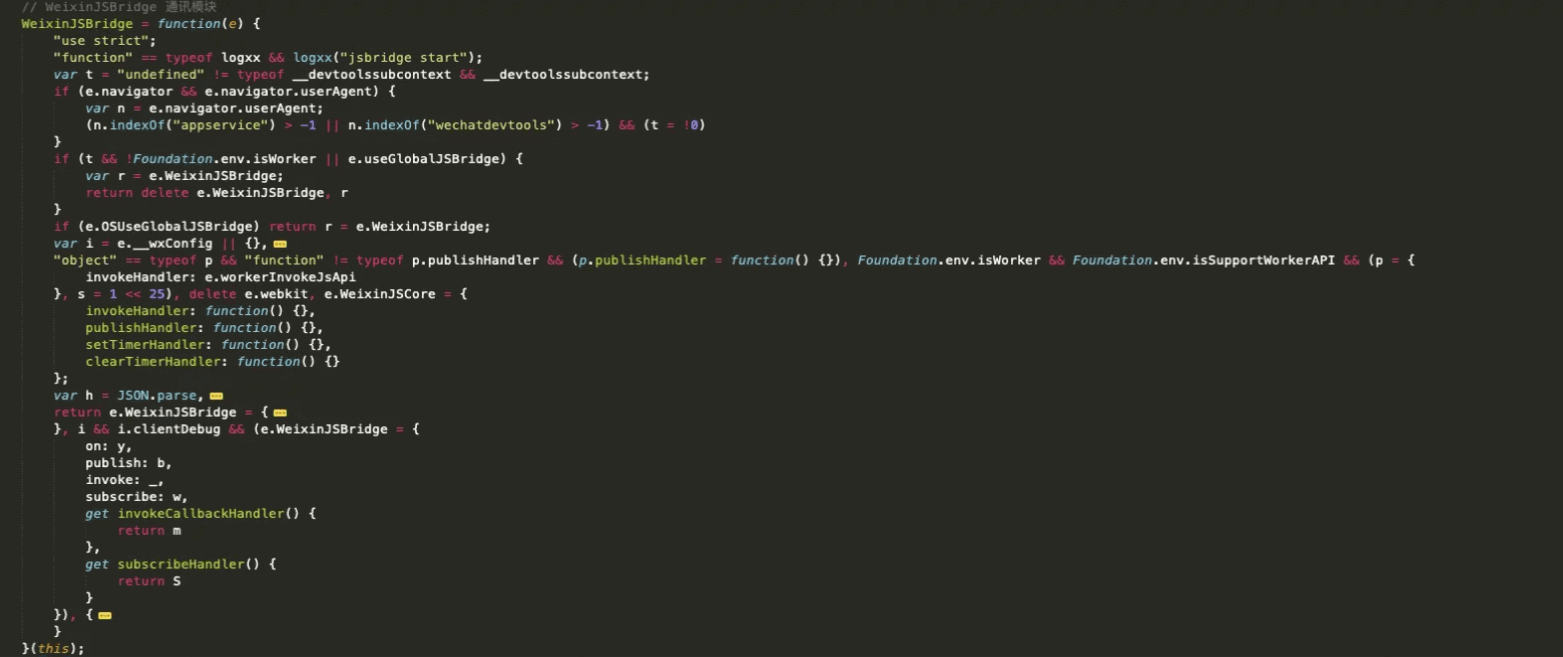 // WeixinJSBridge 通讯模块
WeixinJSBridge = function(e) {
    "use strict";
    "function" == typeof logxx && logxx("jsbridge start");
    var t = "undefined" != typeof __devtoolssubcontext && __devtoolssubcontext;
    if (e.navigator && e.navigator.userAgent) {
        var n = e.navigator.userAgent;
        (n.indexOf("appservice") > -1 || n.indexOf("wechatdevtools") > -1) && (t = !0)
    }
    if (t && !Foundation.env.isWorker || e.useGlobalJSBridge) {
        var r = e.WeixinJSBridge;
        return delete e.WeixinJSBridge, r
    }
    if (e.OSUseGlobalJSBridge) return r = e.WeixinJSBridge;
    var i = e.__wxConfig || {},
    "object" == typeof p && "function" != typeof p.publishHandler && (p.publishHandler = function() {}), Foundation.env.isWorker && Foundation.env.isSupportWorkerAPI && (p = {
        invokeHandler: e.workerInvokeJsApi
    }, s = 1 << 25), delete e.webkit, e.WeixinJSCore = {
        invokeHandler: function() {},
        publishHandler: function() {},
        setTimerHandler: function() {},
        clearTimerHandler: function() {}
    };
    var h = JSON.parse,
    return e.WeixinJSBridge = {
    }, i && i.clientDebug && (e.WeixinJSBridge = {
        on: y,
        publish: b,
        invoke: _,
        subscribe: w,
        get invokeCallbackHandler() {
            return m
        },
        get subscribeHandler() {
            return S
        }
    }), {
    }
}(this);